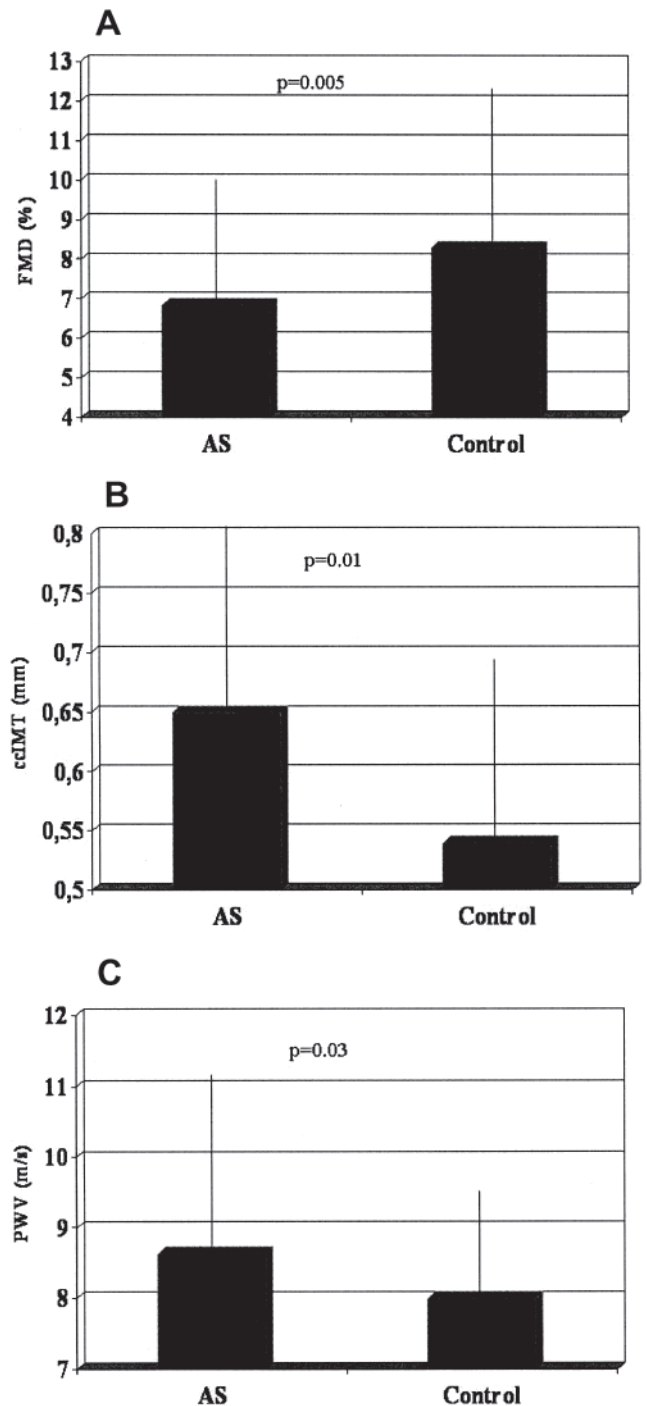 A
13
p=0.005
12
11
10
9
8
7
6
5
4
FMD (%)
AS Control
B
0,8
p=0.01
0,75
0,7
0,65
0,6
0,55
0,5
ccIMT (mm)
AS Control
C
12
p=0.03
11
10
9
8
7
PWV (m/s)
AS Control